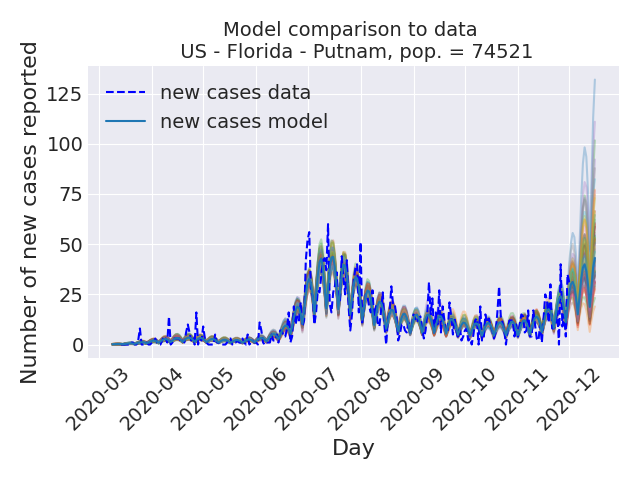 Model comparison to data
US - Florida - Putnam, pop. = 74521
Number of new cases reported
125
100
75
50
25
0
new cases data
new cases model
2020-03
2020-04
2020-05
2020-06
2020-07
2020-08
2020-09
2020-10
2020-11
2020-12
Day